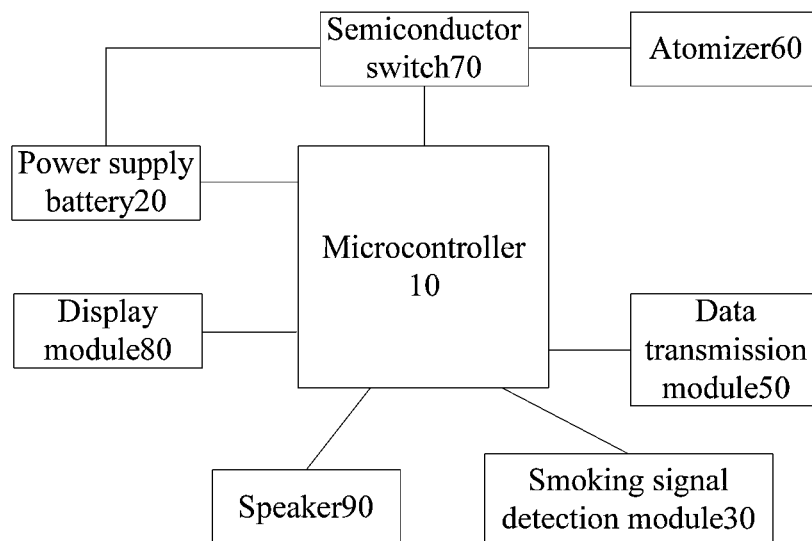 Semiconductor
switch70
Atomizer60
Power supply
battery20
Microcontroller
10
Display
module80
Data
transmission
module50
Speaker90
Smoking signal
detection module30